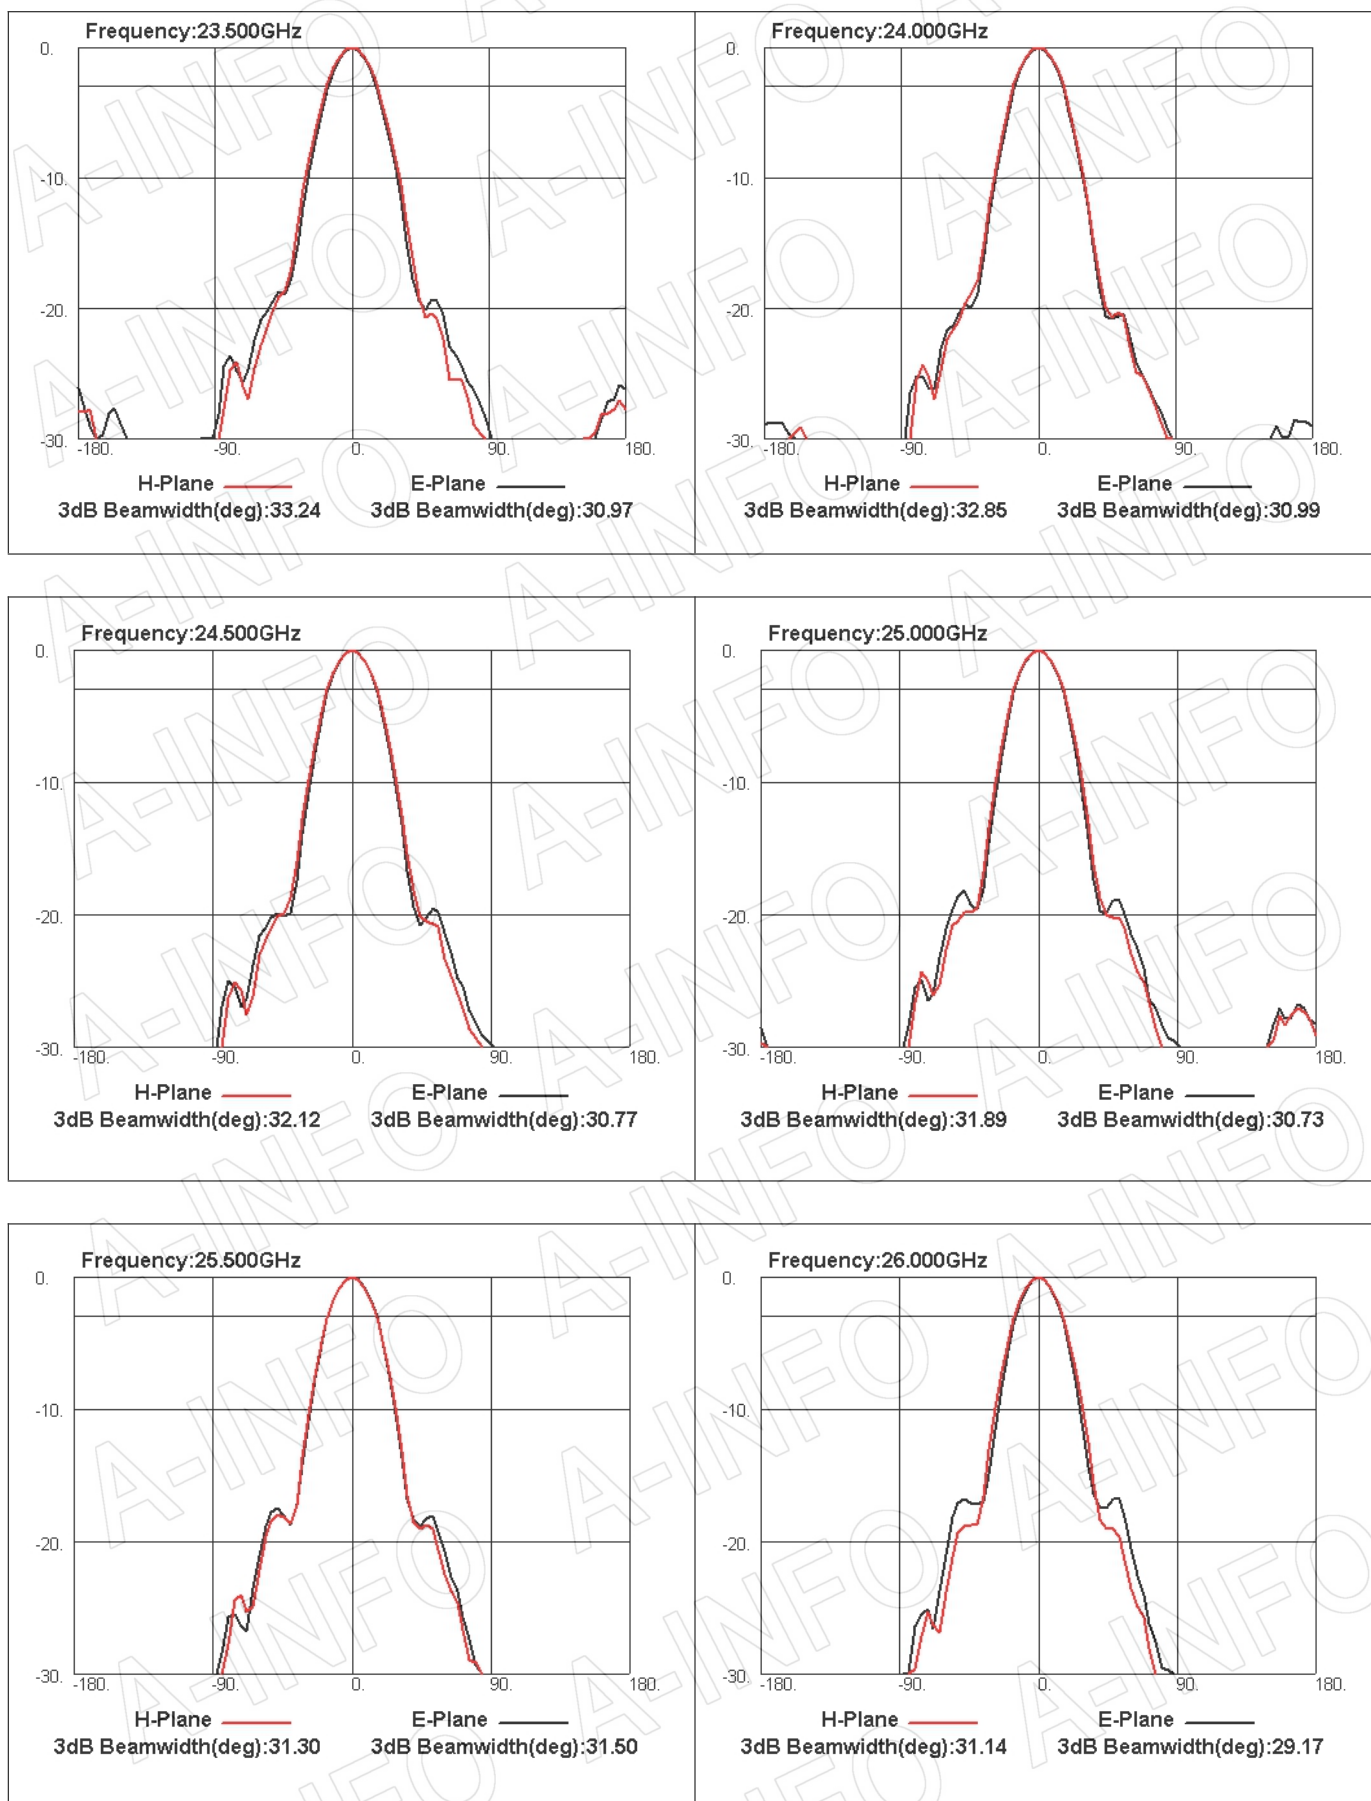 Frequency:23.500GHz
0.
-10.
-20.
-30.
-180. -90. 0. 90. 180.
H-Plane E-Plane
3dB Beamwidth(deg):33.24 3dB Beamwidth(deg):30.97
Frequency:24.000GHz
0.
-10.
-20.
-30.
-180. -90. 0. 90. 180.
H-Plane E-Plane
3dB Beamwidth(deg):32.85 3dB Beamwidth(deg):30.99
Frequency:24.500GHz
0.
-10.
-20.
-30.
-180. -90. 0. 90. 180.
H-Plane E-Plane
3dB Beamwidth(deg):32.12 3dB Beamwidth(deg):30.77
Frequency:25.000GHz
0.
-10.
-20.
-30.
-180. -90. 0. 90. 180.
H-Plane E-Plane
3dB Beamwidth(deg):31.89 3dB Beamwidth(deg):30.73
Frequency:25.500GHz
0.
-10.
-20.
-30.
-180. -90. 0. 90. 180.
H-Plane E-Plane
3dB Beamwidth(deg):31.30 3dB Beamwidth(deg):31.50
Frequency:26.000GHz
0.
-10.
-20.
-30.
-180. -90. 0. 90. 180.
H-Plane E-Plane
3dB Beamwidth(deg):31.14 3dB Beamwidth(deg):29.17
A-INFO